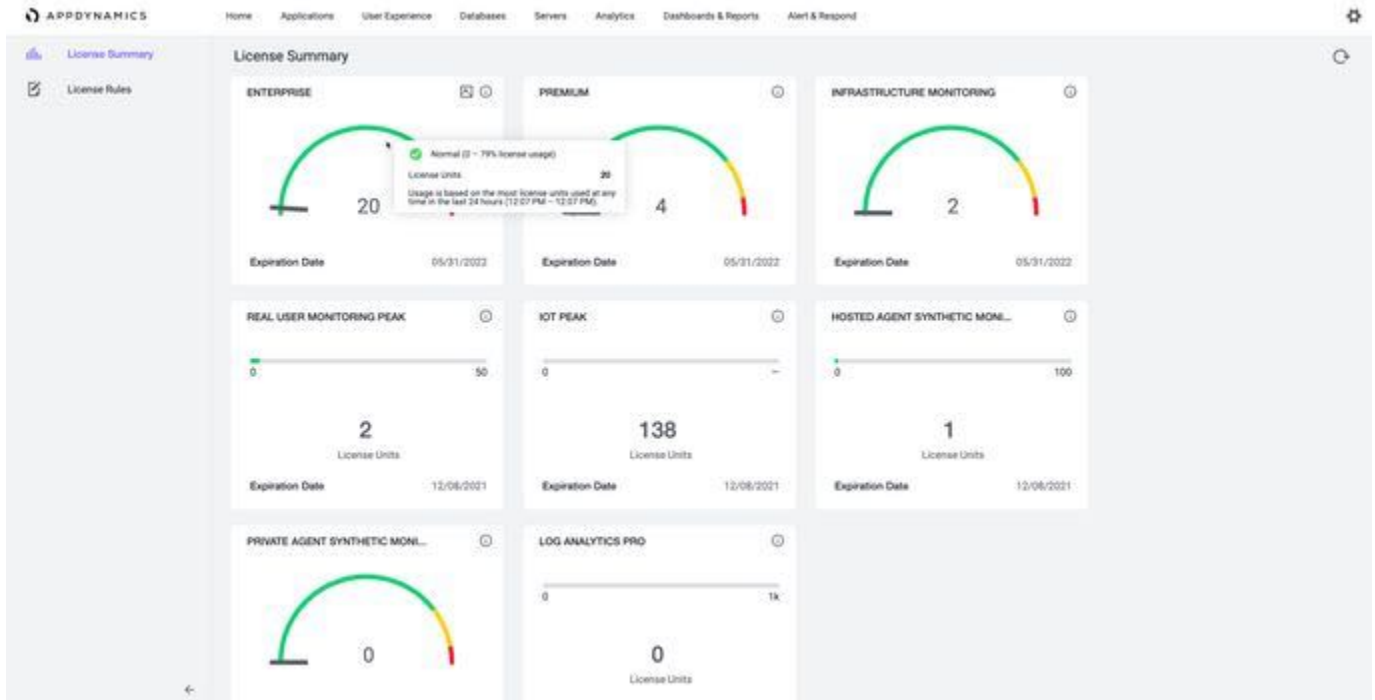 APPDYNAMICS
Home Applications User Experience Databases Servers Analytics Dashboards & Reports Alert & Respond
License Summary
License Rules
License Summary
ENTERPRISE
Normal (0 – 79% license usage)
License Units 20
Usage is based on the most license units used at any
time in the last 24 hours (12:07 PM – 12:07 PM).
20
Expiration Date 05/31/2022
PREMIUM
4
Expiration Date 05/31/2022
INFRASTRUCTURE MONITORING
2
Expiration Date 05/31/2022
REAL USER MONITORING PEAK
0 50
2
License Units
Expiration Date 12/08/2021
IOT PEAK
0 –
138
License Units
Expiration Date 12/08/2021
HOSTED AGENT SYNTHETIC MONI...
0 100
1
License Units
Expiration Date 12/08/2021
PRIVATE AGENT SYNTHETIC MONI...
0
LOG ANALYTICS PRO
0 1k
0
License Units